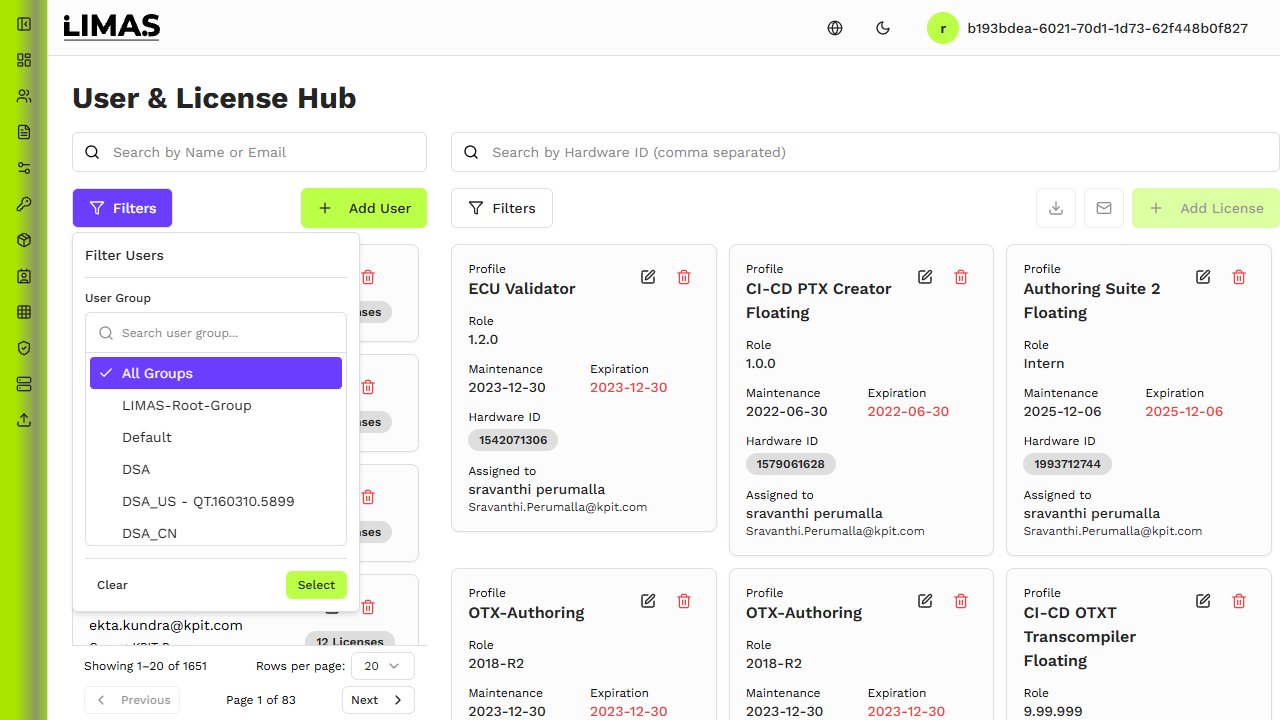 LIMAS
r b193bdea-6021-70d1-1d73-62f448b0f827
User & License Hub
Search by Name or Email
Search by Hardware ID (comma separated)
Filters
Add User
Filters
Add License
Filter Users
User Group
Search user group...
All Groups
LIMAS-Root-Group
Default
DSA
DSA_US - QT.160310.5899
DSA_CN
Clear
Select
ekta.kundra@kpit.com
12 Licenses
Showing 1–20 of 1651
Rows per page: 20
Previous
Page 1 of 83
Next
Profile
ECU Validator
Role
1.2.0
Maintenance Expiration
2023-12-30 2023-12-30
Hardware ID
1542071306
Assigned to
sravanthi perumalla
Sravanthi.Perumalla@kpit.com
Profile
CI-CD PTX Creator
Floating
Role
1.0.0
Maintenance Expiration
2022-06-30 2022-06-30
Hardware ID
1579061628
Assigned to
sravanthi perumalla
Sravanthi.Perumalla@kpit.com
Profile
Authoring Suite 2
Floating
Role
Intern
Maintenance Expiration
2025-12-06 2025-12-06
Hardware ID
1993712744
Assigned to
sravanthi perumalla
Sravanthi.Perumalla@kpit.com
Profile
OTX-Authoring
Role
2018-R2
Maintenance Expiration
2023-12-30 2023-12-30
Profile
OTX-Authoring
Role
2018-R2
Maintenance Expiration
2023-12-30 2023-12-30
Profile
CI-CD OTXT
Transcompiler
Floating
Role
9.99.999